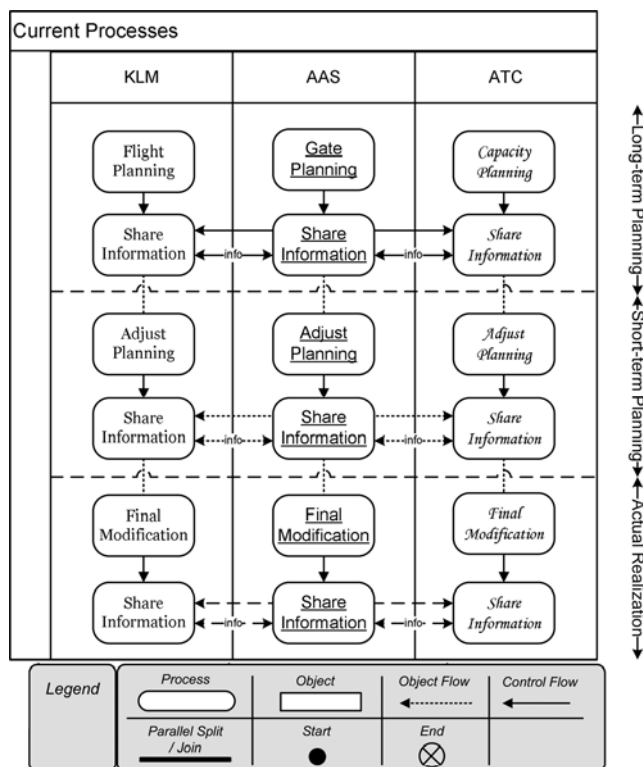 Current Processes
KLM
AAS
ATC
Flight
Planning
Gate
Planning
Capacity
Planning
Share
Information
info
Share
Information
info
Share
Information
Adjust
Planning
Adjust
Planning
Adjust
Planning
Share
Information
info
Share
Information
info
Share
Information
Final
Modification
Final
Modification
Final
Modification
Share
Information
info
Share
Information
info
Share
Information
Long-term Planning
Short-term Planning
Actual Realization
Legend
Process
Object
Object Flow
Control Flow
Parallel Split
/ Join
Start
End